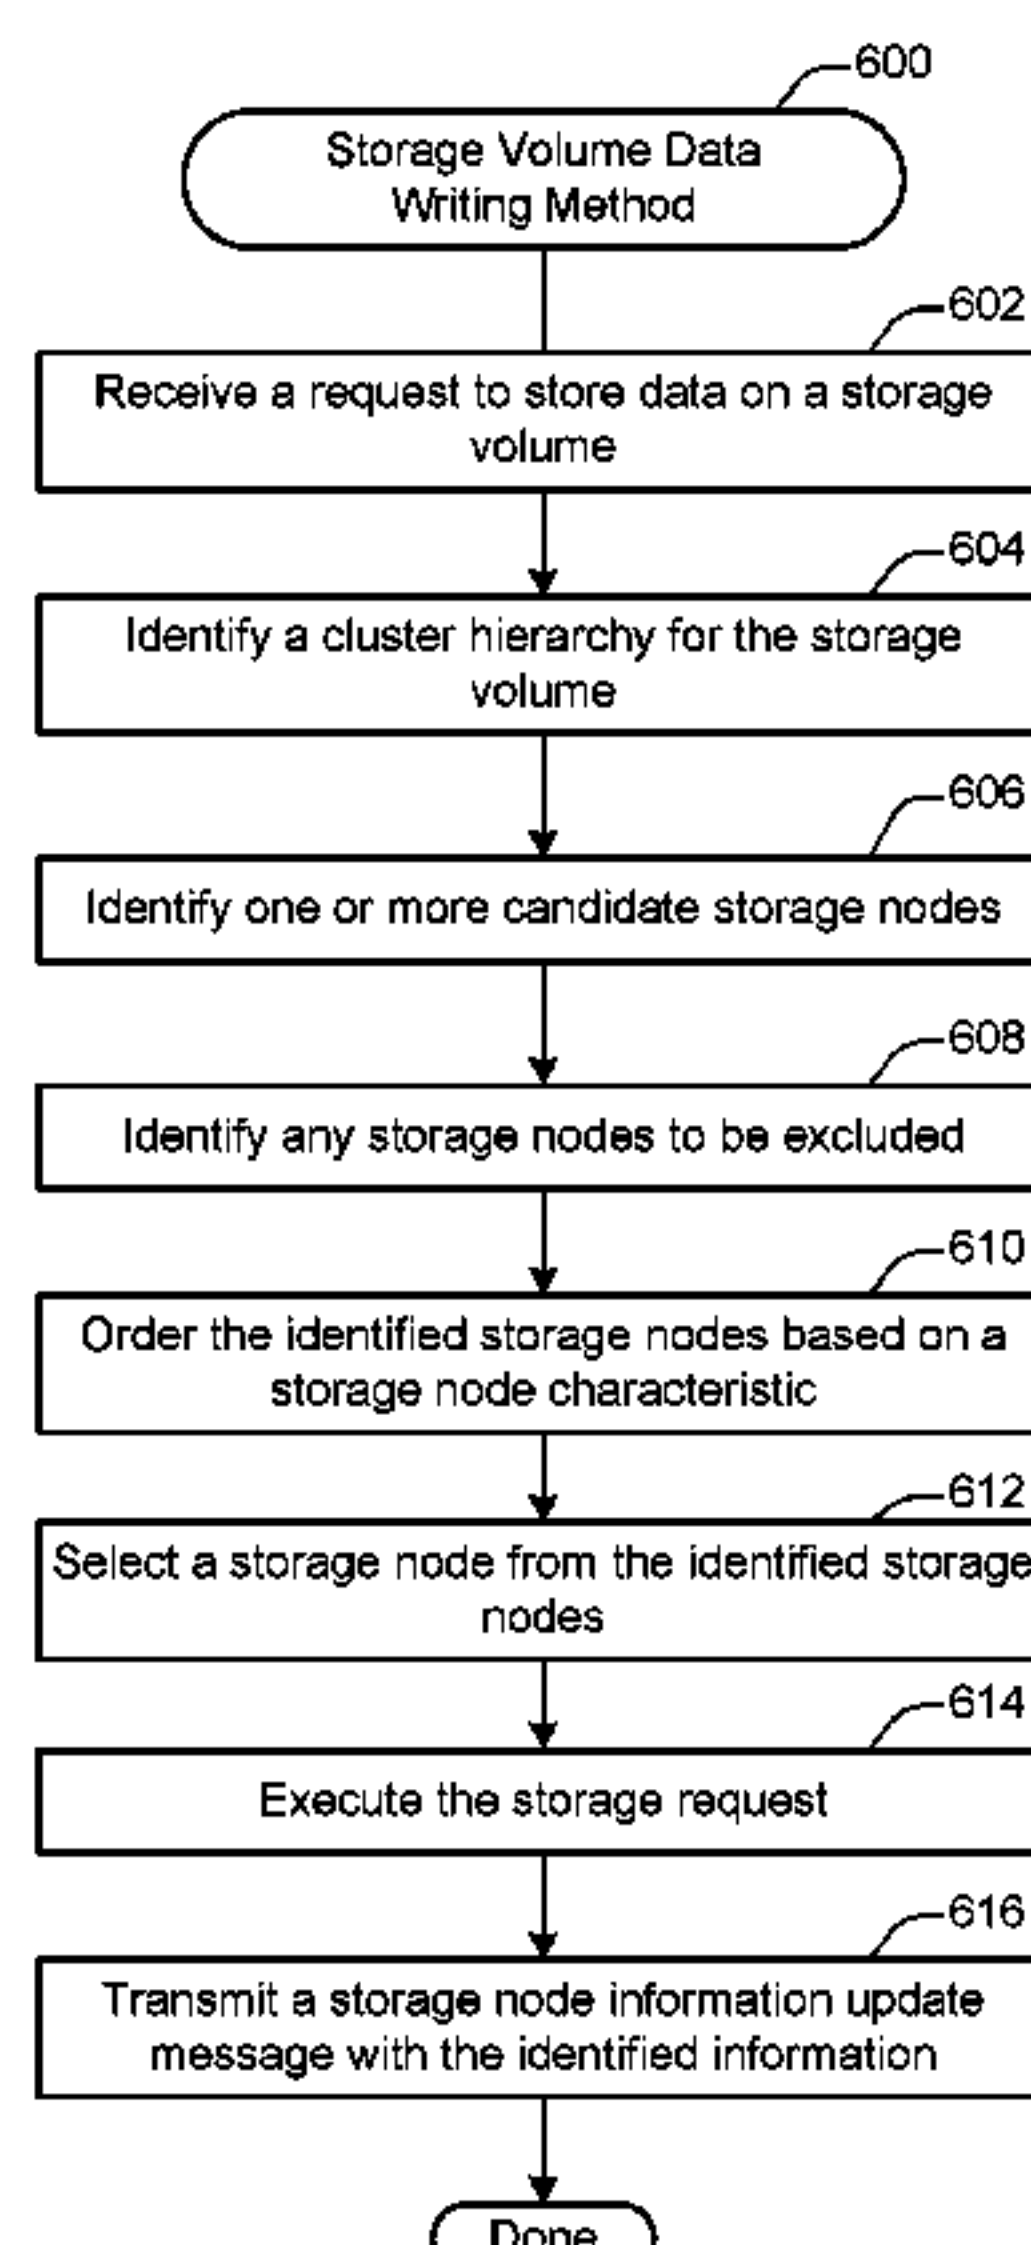 600
Storage Volume Data
Writing Method
602
Receive a request to store data on a storage
volume
604
Identify a cluster hierarchy for the storage
volume
606
Identify one or more candidate storage nodes
608
Identify any storage nodes to be excluded
610
Order the identified storage nodes based on a
storage node characteristic
612
Select a storage node from the identified storage
nodes
614
Execute the storage request
616
Transmit a storage node information update
message with the identified information
Done